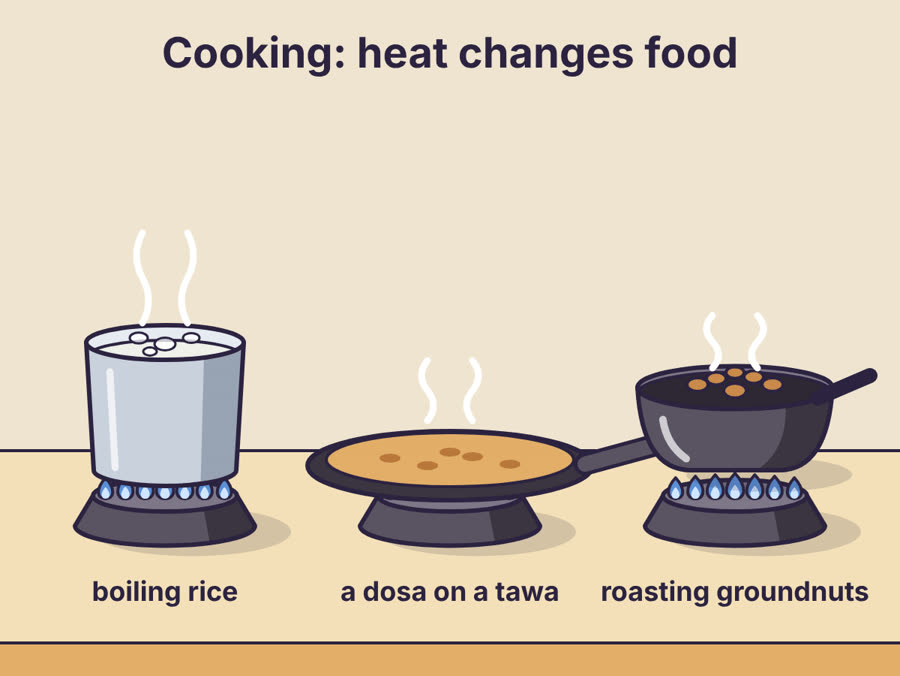 Cooking: heat changes food
boiling rice
a dosa on a tawa
roasting groundnuts